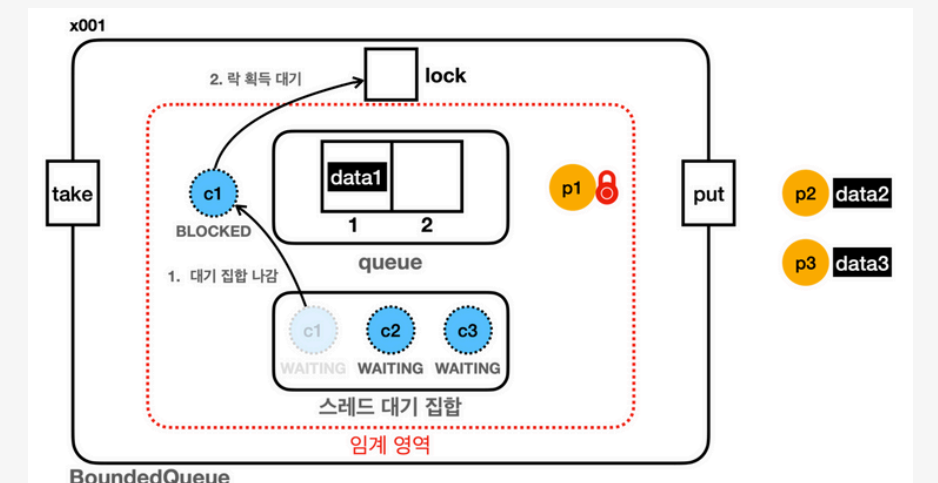 x001
2. 락 획득 대기
lock
take
c1
BLOCKED
data1
1 2
queue
p1
put
p2 data2
p3 data3
1. 대기 집합 나감
c1 c2 c3
WAITING WAITING WAITING
스레드 대기 집합
임계 영역
BoundedQueue